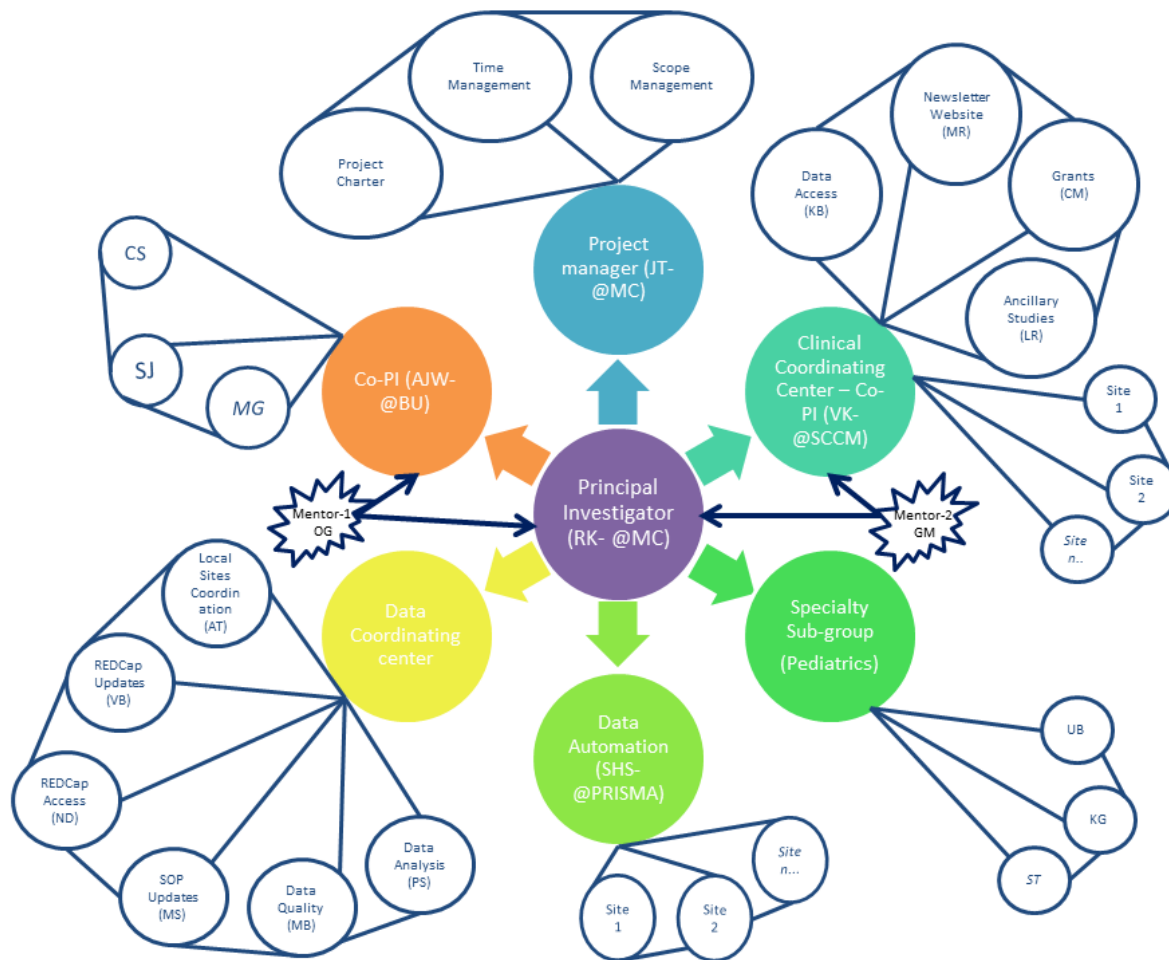 Time
Management
Scope
Management
Project
Charter
Newsletter
Website
(MR)
Data
Access
(KB)
Grants
(CM)
Ancillary
Studies
(LR)
CS
SJ
MG
Project
manager (JT-
@MC)
Co-PI (AJW-
@BU)
Clinical
Coordinating
Center – Co-
PI (VK-
@SCCM)
Site
1
Site
2
Site
n..
Mentor-1
OG
Principal
Investigator
(RK- @MC)
Mentor-2
GM
Local
Sites
Coordin
ation
(AT)
REDCap
Updates
(VB)
REDCap
Access
(ND)
SOP
Updates
(MS)
Data
Quality
(MB)
Data
Analysis
(PS)
Data
Coordinating
center
Data
Automation
(SHS-
@PRISMA)
Specialty
Sub-group
(Pediatrics)
Site
1
Site
2
Site
n...
UB
KG
ST